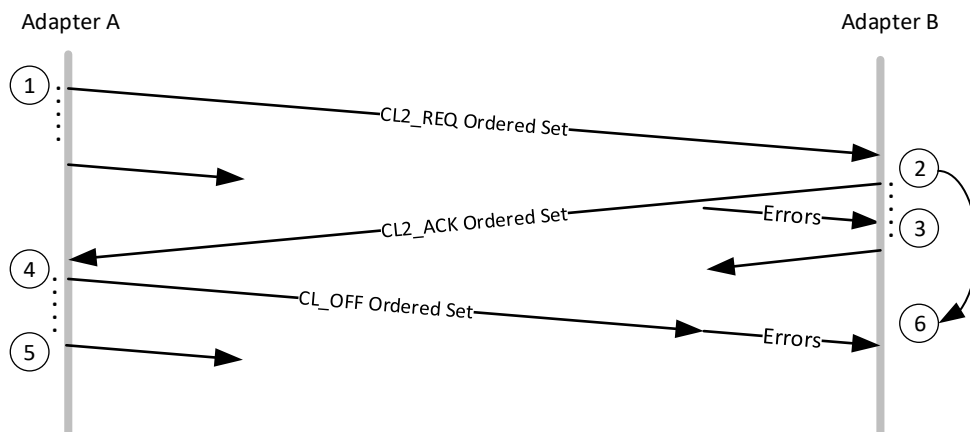 Adapter A
Adapter B
1
CL2_REQ Ordered Set
2
CL2_ACK Ordered Set
Errors
3
4
CL_OFF Ordered Set
6
Errors
5